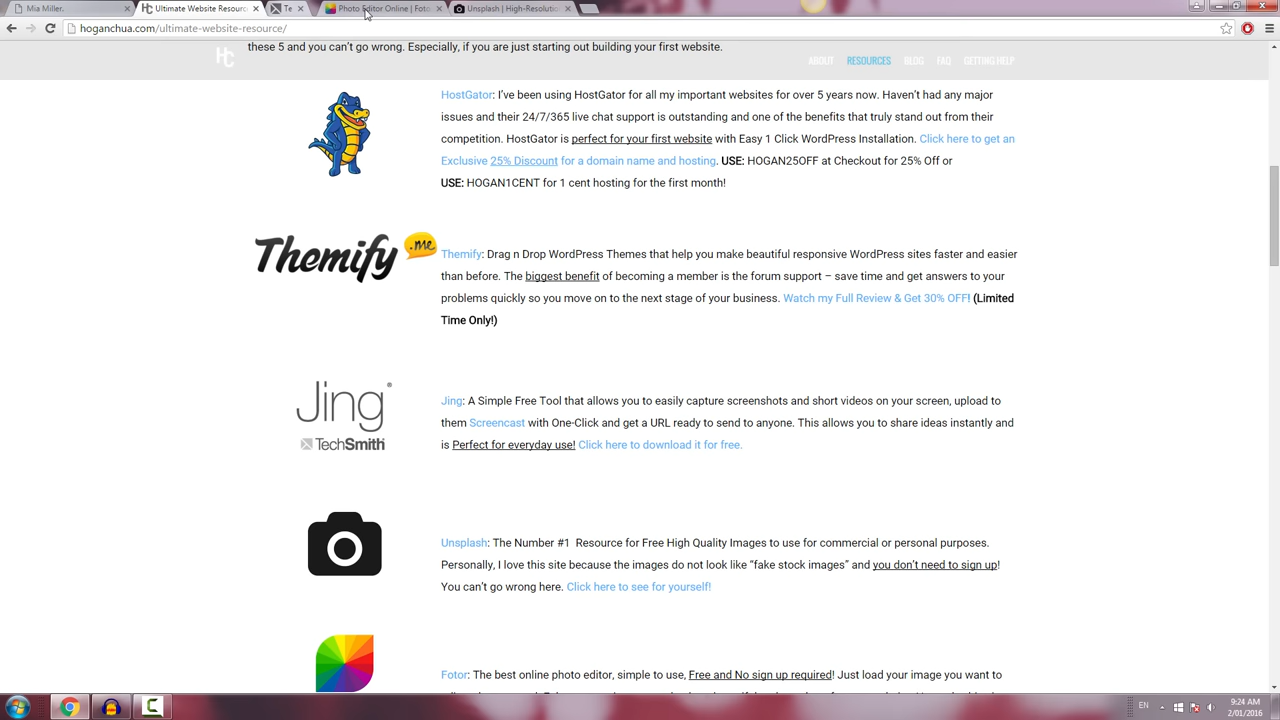 Mia Miller.
Ultimate Website Resourc
Te
Photo Editor Online | Foto
Unsplash | High-Resolutio
hoganchua.com/ultimate-website-resource/
these 5 and you can't go wrong. Especially, if you are just starting out building your first website.
HC
ABOUT RESOURCES BLOG FAQ GETTING HELP
HostGator: I've been using HostGator for all my important websites for over 5 years now. Haven't had any major
issues and their 24/7/365 live chat support is outstanding and one of the benefits that truly stand out from their
competition. HostGator is perfect for your first website with Easy 1 Click WordPress Installation. Click here to get an
Exclusive 25% Discount for a domain name and hosting. USE: HOGAN25OFF at Checkout for 25% Off or
USE: HOGAN1CENT for 1 cent hosting for the first month!
Themify .me
Themify: Drag n Drop WordPress Themes that help you make beautiful responsive WordPress sites faster and easier
than before. The biggest benefit of becoming a member is the forum support – save time and get answers to your
problems quickly so you move on to the next stage of your business. Watch my Full Review & Get 30% OFF! (Limited
Time Only!)
Jing®
TechSmith
Jing: A Simple Free Tool that allows you to easily capture screenshots and short videos on your screen, upload to
them Screencast with One-Click and get a URL ready to send to anyone. This allows you to share ideas instantly and
is Perfect for everyday use! Click here to download it for free.
Unsplash: The Number #1 Resource for Free High Quality Images to use for commercial or personal purposes.
Personally, I love this site because the images do not look like “fake stock images” and you don't need to sign up!
You can't go wrong here. Click here to see for yourself!
Fotor: The best online photo editor, simple to use, Free and No sign up required! Just load your image you want to
EN
9:24 AM
2/01/2016